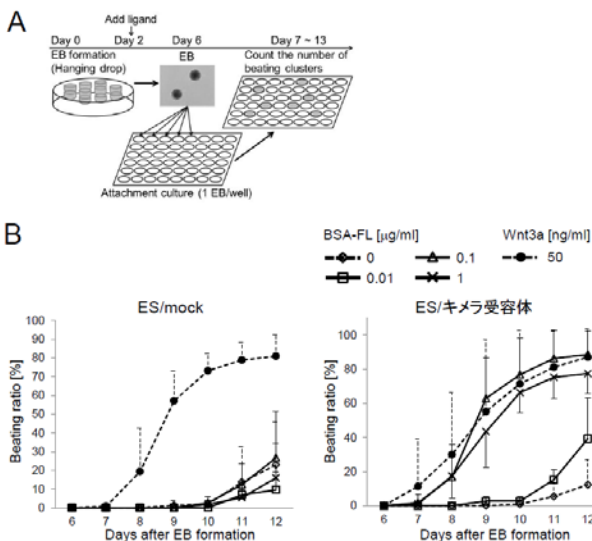 A
Add ligand
Day 0 Day 2 Day 6 Day 7 ~ 13
EB formation
(Hanging drop)
EB
Count the number of
beating clusters
Attachment culture (1 EB/well)
B
BSA-FL [μg/ml] Wnt3a [ng/ml]
0 0.1 50
0.01 1
ES/mock
Beating ratio [%]
90
80
70
60
50
40
30
20
10
0
6 7 8 9 10 11 12
Days after EB formation
ES/キメラ受容体
Beating ratio [%]
100
80
60
40
20
0
6 7 8 9 10 11 12
Days after EB formation